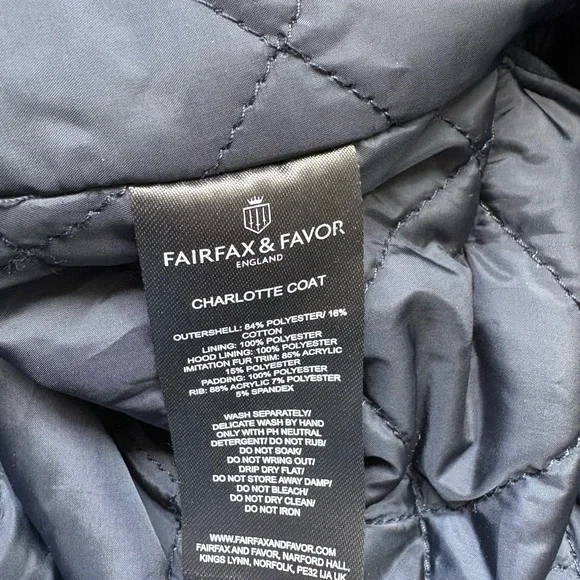 FAIRFAX & FAVOR
ENGLAND
CHARLOTTE COAT
OUTERSHELL: 84% POLYESTER/ 16%
COTTON
LINING: 100% POLYESTER
HOOD LINING: 100% POLYESTER
IMITATION FUR TRIM: 85% ACRYLIC
15% POLYESTER
PADDING: 100% POLYESTER
RIB: 88% ACRYLIC 7% POLYESTER
5% SPANDEX
WASH SEPARATELY/
DELICATE WASH BY HAND
ONLY WITH PH NEUTRAL
DETERGENT/ DO NOT RUB/
DO NOT SOAK/
DO NOT WRING OUT/
DRIP DRY FLAT/
DO NOT STORE AWAY DAMP/
DO NOT BLEACH/
DO NOT DRY CLEAN/
DO NOT IRON
WWW.FAIRFAXANDFAVOR.COM/
FAIRFAX AND FAVOR, NARFORD HALL,
KINGS LYNN, NORFOLK, PE32 IJA UK